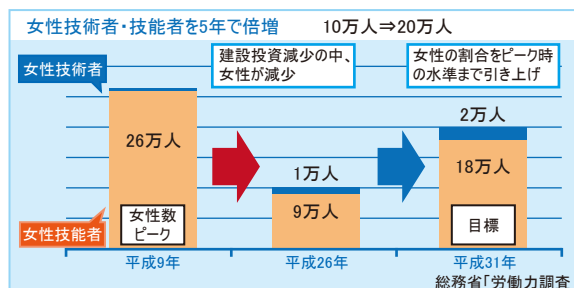 女性技術者・技能者を5年で倍増 10万人⇒20万人
建設投資減少の中、
女性が減少
女性の割合をピーク時
の水準まで引き上げ
女性技術者
26万人
1万人
9万人
2万人
18万人
女性技能者
女性数
ピーク
目標
平成9年
平成26年
平成31年
総務省「労働力調査